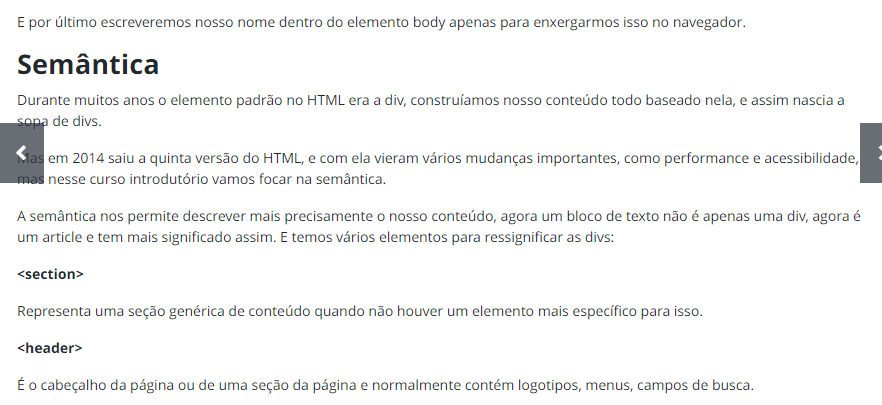 E por último escreveremos nosso nome dentro do elemento body apenas para enxergarmos isso no navegador.
Semântica
Durante muitos anos o elemento padrão no HTML era a div, construíamos nosso conteúdo todo baseado nela, e assim nascia a
sopa de divs.
Mas em 2014 saiu a quinta versão do HTML, e com ela vieram vários mudanças importantes, como performance e acessibilidade,
mas nesse curso introdutório vamos focar na semântica.
A semântica nos permite descrever mais precisamente o nosso conteúdo, agora um bloco de texto não é apenas uma div, agora é
um article e tem mais significado assim. E temos vários elementos para ressignificar as divs:
<section>
Representa uma seção genérica de conteúdo quando não houver um elemento mais específico para isso.
<header>
É o cabeçalho da página ou de uma seção da página e normalmente contém logotipos, menus, campos de busca.